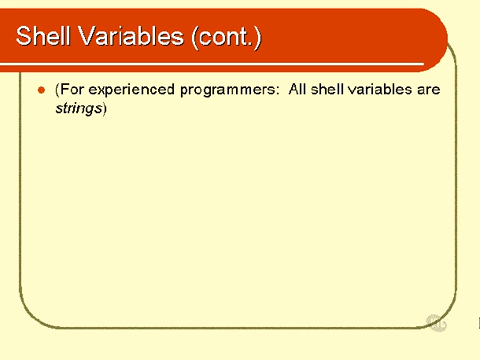 Shell Variables (cont.)
(For experienced programmers: All shell variables are
strings)